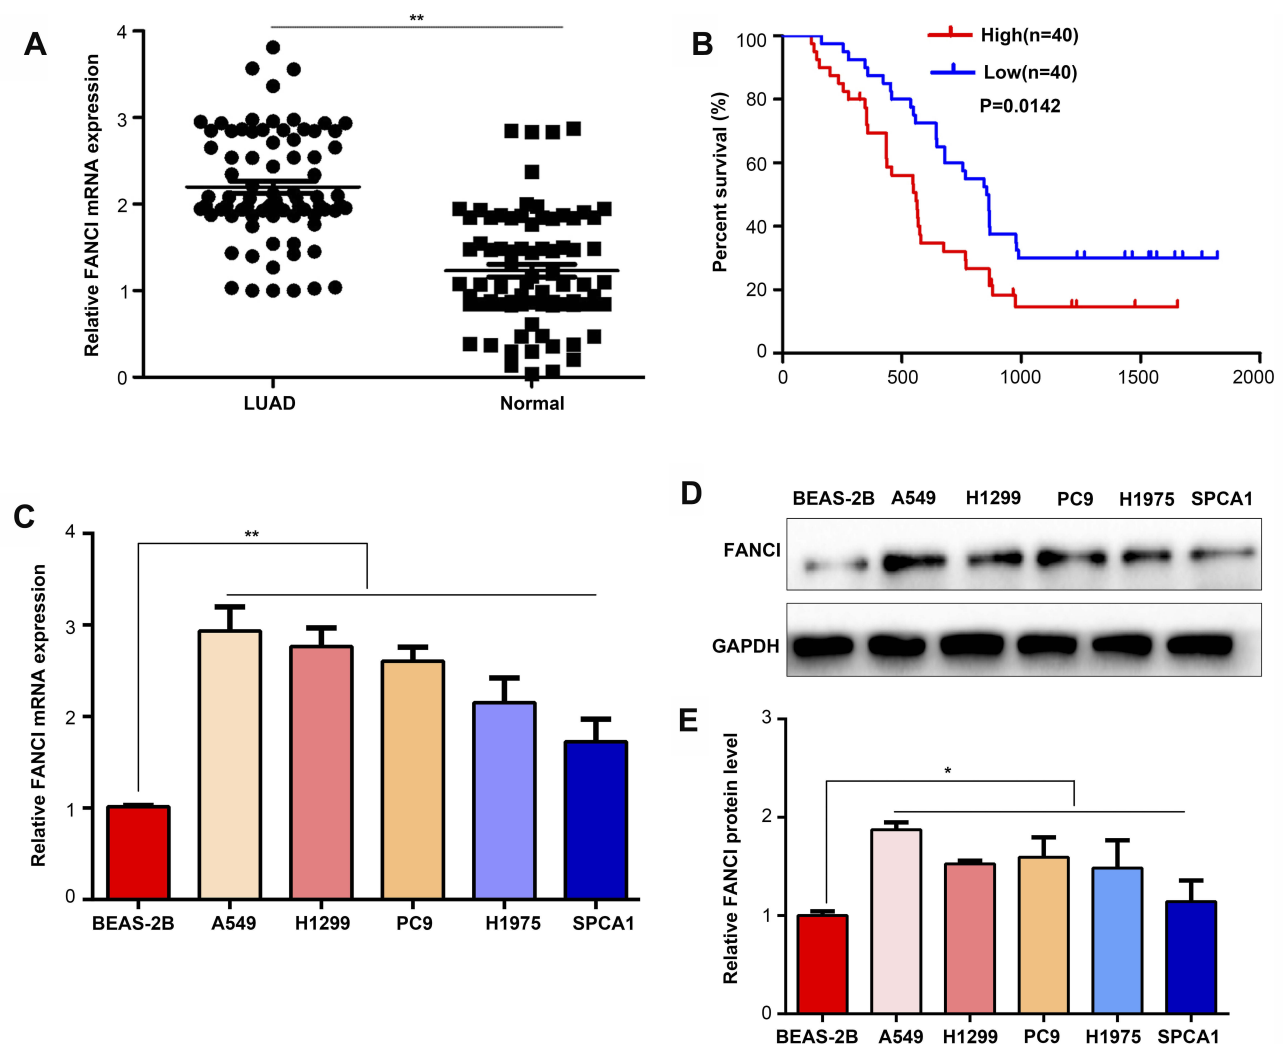 A
**
Relative FANCI mRNA expression
4
3
2
1
0
LUAD
Normal
B
High(n=40)
Low(n=40)
P=0.0142
Percent survival (%)
100
80
60
40
20
0
0
500
1000
1500
2000
C
**
Relative FANCI mRNA expression
4
3
2
1
0
BEAS-2B
A549
H1299
PC9
H1975
SPCA1
D
BEAS-2B A549 H1299 PC9 H1975 SPCA1
FANCI
GAPDH
E
*
Relative FANCI protein level
3
2
1
0
BEAS-2B
A549
H1299
PC9
H1975
SPCA1